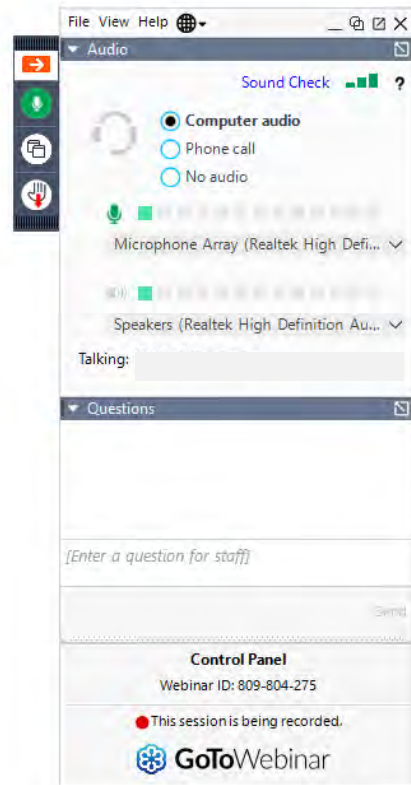 File View Help
Audio
Sound Check ?
Computer audio
Phone call
No audio
Microphone Array (Realtek High Defi...
Speakers (Realtek High Definition Au...
Talking:
Questions
[Enter a question for staff]
Send
Control Panel
Webinar ID: 809-804-275
This session is being recorded.
GoToWebinar